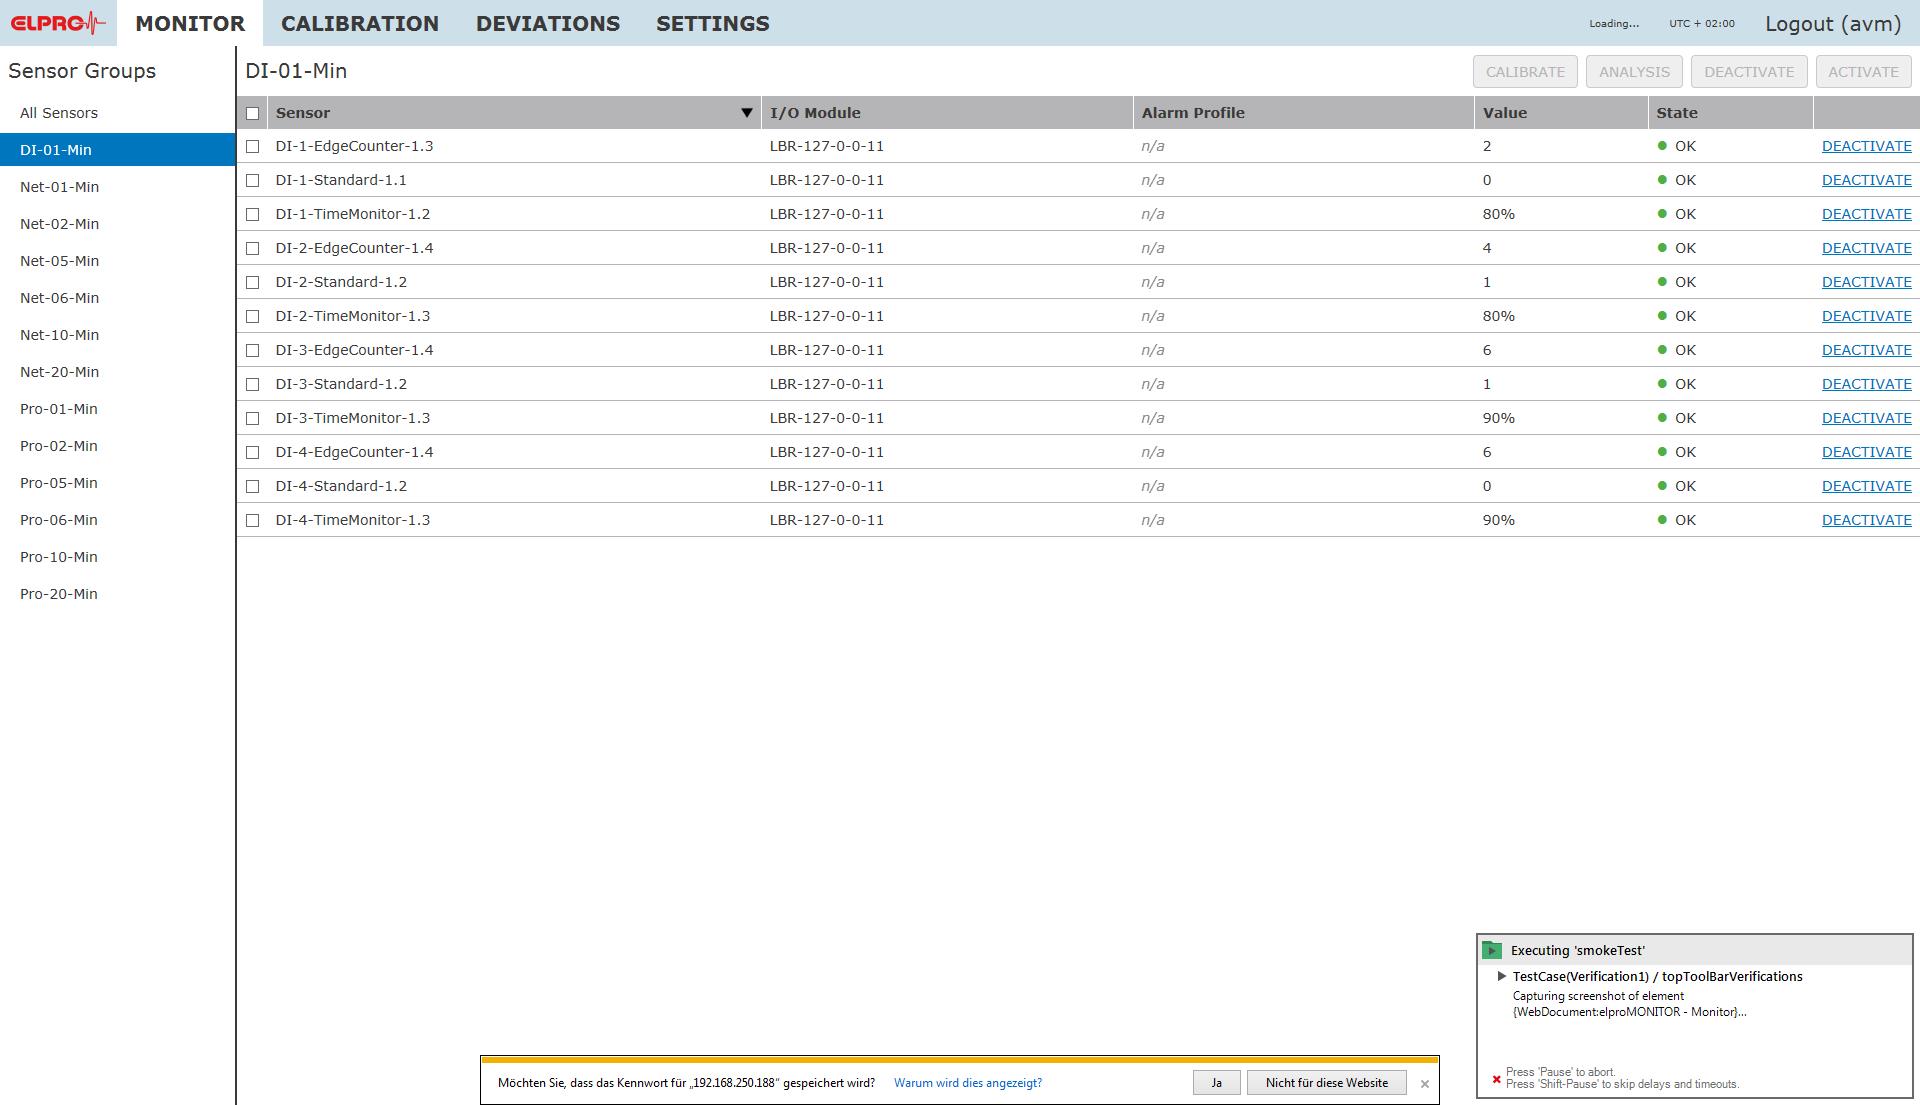 ELPRO MONITOR CALIBRATION DEVIATIONS SETTINGS Loading... UTC + 02:00 Logout (avm)
Sensor Groups
All Sensors
DI-01-Min
Net-01-Min
Net-02-Min
Net-05-Min
Net-06-Min
Net-10-Min
Net-20-Min
Pro-01-Min
Pro-02-Min
Pro-05-Min
Pro-06-Min
Pro-10-Min
Pro-20-Min
DI-01-Min CALIBRATE ANALYSIS DEACTIVATE ACTIVATE
Sensor I/O Module Alarm Profile Value State
DI-1-EdgeCounter-1.3 LBR-127-0-0-11 n/a 2 OK DEACTIVATE
DI-1-Standard-1.1 LBR-127-0-0-11 n/a 0 OK DEACTIVATE
DI-1-TimeMonitor-1.2 LBR-127-0-0-11 n/a 80% OK DEACTIVATE
DI-2-EdgeCounter-1.4 LBR-127-0-0-11 n/a 4 OK DEACTIVATE
DI-2-Standard-1.2 LBR-127-0-0-11 n/a 1 OK DEACTIVATE
DI-2-TimeMonitor-1.3 LBR-127-0-0-11 n/a 80% OK DEACTIVATE
DI-3-EdgeCounter-1.4 LBR-127-0-0-11 n/a 6 OK DEACTIVATE
DI-3-Standard-1.2 LBR-127-0-0-11 n/a 1 OK DEACTIVATE
DI-3-TimeMonitor-1.3 LBR-127-0-0-11 n/a 90% OK DEACTIVATE
DI-4-EdgeCounter-1.4 LBR-127-0-0-11 n/a 6 OK DEACTIVATE
DI-4-Standard-1.2 LBR-127-0-0-11 n/a 0 OK DEACTIVATE
DI-4-TimeMonitor-1.3 LBR-127-0-0-11 n/a 90% OK DEACTIVATE
Executing 'smokeTest'
TestCase(Verification1) / topToolBarVerifications
Capturing screenshot of element
{WebDocument:elproMONITOR - Monitor}...
Press 'Pause' to abort.
Press 'Shift-Pause' to skip delays and timeouts.
Möchten Sie, dass das Kennwort für „192.168.250.188“ gespeichert wird? Warum wird dies angezeigt? Ja Nicht für diese Website